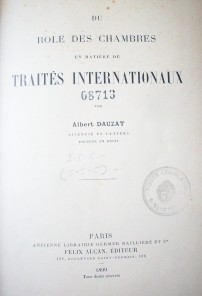 DU
ROLE DES CHAMBRES
EN MATIÈRE DE
TRAITÉS INTERNATIONAUX
68713
PAR
Albert DAUZAT
LICENCIÉ ÈS LETTRES
DOCTEUR EN DROIT
PARIS
ANCIENNE LIBRAIRIE GERMER BAILLIÈRE ET Cie
FELIX ALCAN, ÉDITEUR
108, BOULEVARD SAINT-GERMAIN, 108
1899
Tous droits réservés